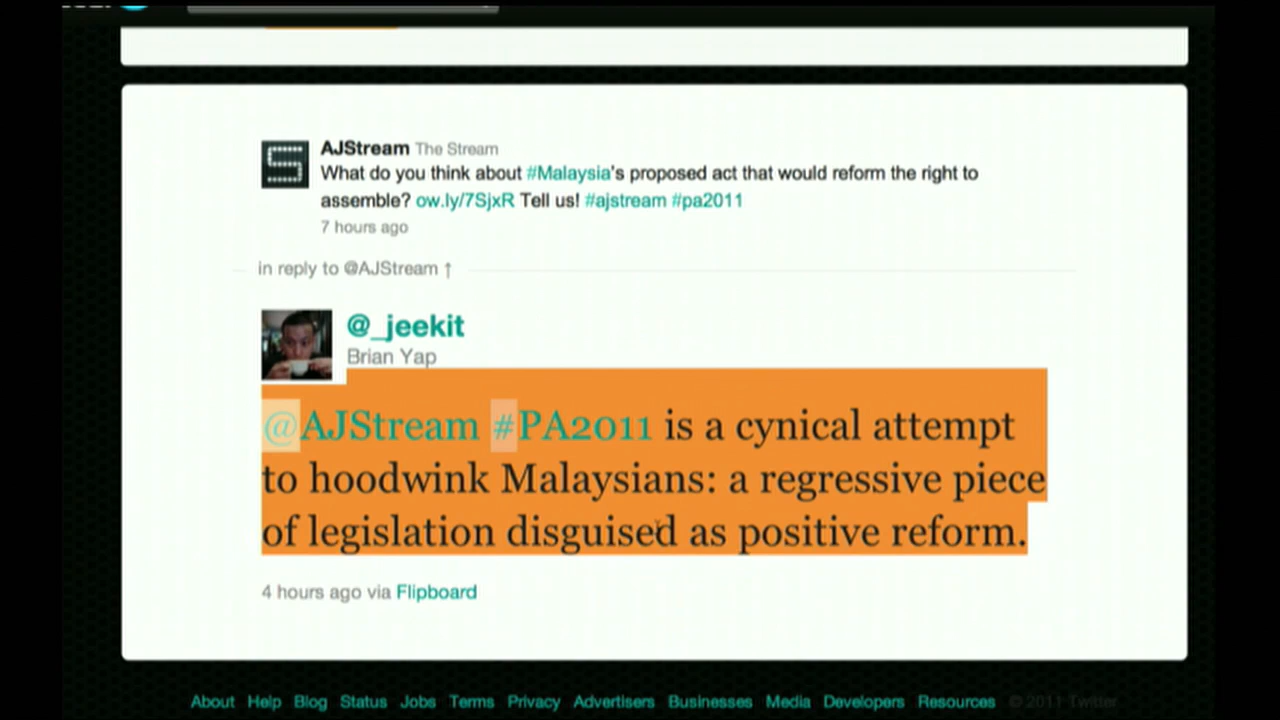 AJStream The Stream
What do you think about #Malaysia's proposed act that would reform the right to
assemble? ow.ly/7SjxR Tell us! #ajstream #pa2011
7 hours ago
in reply to @AJStream ↑
@_jeekit
Brian Yap
@AJStream #PA2011 is a cynical attempt
to hoodwink Malaysians: a regressive piece
of legislation disguised as positive reform.
4 hours ago via Flipboard
About Help Blog Status Jobs Terms Privacy Advertisers Businesses Media Developers Resources © 2011 Twitter